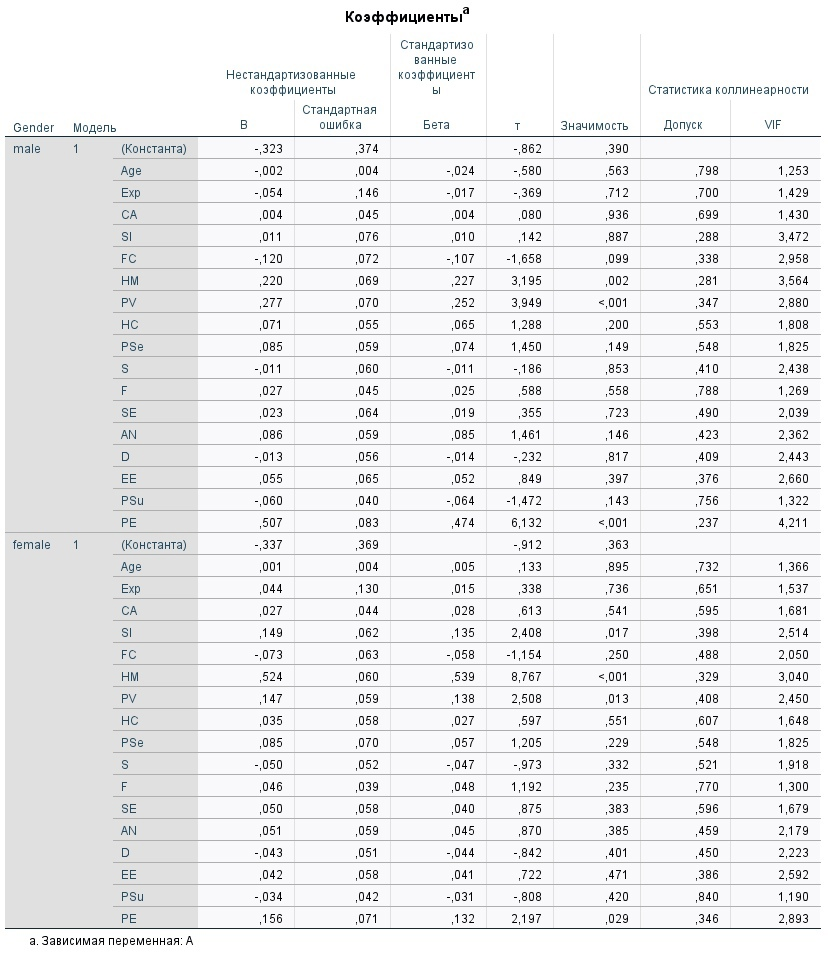 Коэффициентыa
Стандартизо
ванные
коэффициент
ы
Нестандартизованные
коэффициенты
Статистика коллинеарности
Gender Модель B Стандартная
ошибка Бета т Значимость Допуск VIF
male 1 (Константа) -,323 ,374 -,862 ,390
Age -,002 ,004 -,024 -,580 ,563 ,798 1,253
Exp -,054 ,146 -,017 -,369 ,712 ,700 1,429
CA ,004 ,045 ,004 ,080 ,936 ,699 1,430
SI ,011 ,076 ,010 ,142 ,887 ,288 3,472
FC -,120 ,072 -,107 -1,658 ,099 ,338 2,958
HM ,220 ,069 ,227 3,195 ,002 ,281 3,564
PV ,277 ,070 ,252 3,949 <,001 ,347 2,880
HC ,071 ,055 ,065 1,288 ,200 ,553 1,808
PSe ,085 ,059 ,074 1,450 ,149 ,548 1,825
S -,011 ,060 -,011 -,186 ,853 ,410 2,438
F ,027 ,045 ,025 ,588 ,558 ,788 1,269
SE ,023 ,064 ,019 ,355 ,723 ,490 2,039
AN ,086 ,059 ,085 1,461 ,146 ,423 2,362
D -,013 ,056 -,014 -,232 ,817 ,409 2,443
EE ,055 ,065 ,052 ,849 ,397 ,376 2,660
PSu -,060 ,040 -,064 -1,472 ,143 ,756 1,322
PE ,507 ,083 ,474 6,132 <,001 ,237 4,211
female 1 (Константа) -,337 ,369 -,912 ,363
Age ,001 ,004 ,005 ,133 ,895 ,732 1,366
Exp ,044 ,130 ,015 ,338 ,736 ,651 1,537
CA ,027 ,044 ,028 ,613 ,541 ,595 1,681
SI ,149 ,062 ,135 2,408 ,017 ,398 2,514
FC -,073 ,063 -,058 -1,154 ,250 ,488 2,050
HM ,524 ,060 ,539 8,767 <,001 ,329 3,040
PV ,147 ,059 ,138 2,508 ,013 ,408 2,450
HC ,035 ,058 ,027 ,597 ,551 ,607 1,648
PSe ,085 ,070 ,057 1,205 ,229 ,548 1,825
S -,050 ,052 -,047 -,973 ,332 ,521 1,918
F ,046 ,039 ,048 1,192 ,235 ,770 1,300
SE ,050 ,058 ,040 ,875 ,383 ,596 1,679
AN ,051 ,059 ,045 ,870 ,385 ,459 2,179
D -,043 ,051 -,044 -,842 ,401 ,450 2,223
EE ,042 ,058 ,041 ,722 ,471 ,386 2,592
PSu -,034 ,042 -,031 -,808 ,420 ,840 1,190
PE ,156 ,071 ,132 2,197 ,029 ,346 2,893
a. Зависимая переменная: A